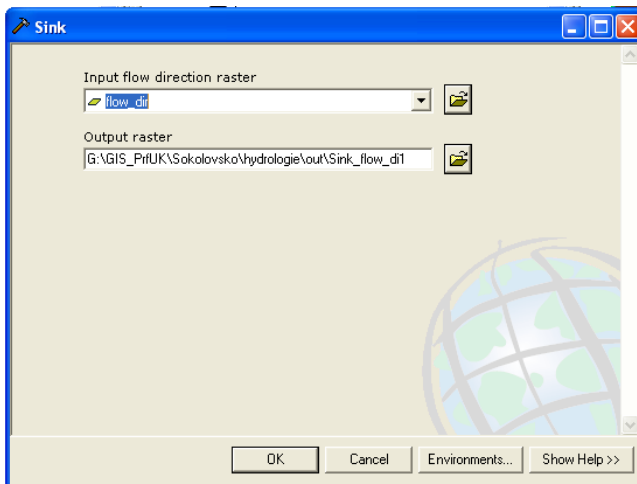 Sink
Input flow direction raster
flow_dir
Output raster
G:\GIS_PrfUK\Sokolovsko\hydrologie\out\Sink_flow_di1
OK Cancel Environments... Show Help >>